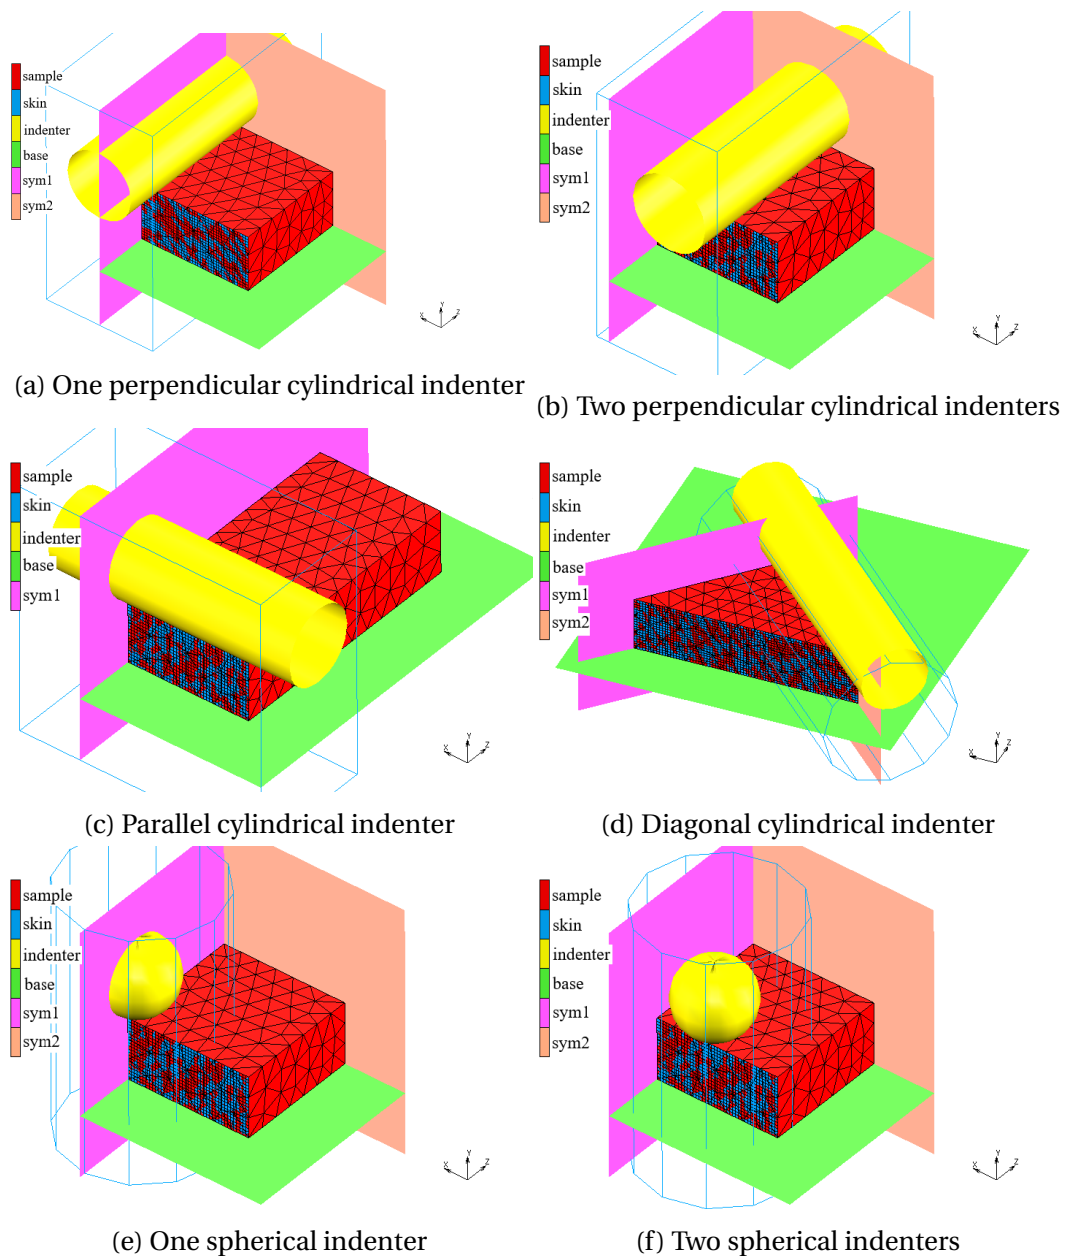 sample
skin
indenter
base
sym1
sym2
Y
X
Z
(a) One perpendicular cylindrical indenter
sample
skin
indenter
base
sym1
sym2
Y
X
Z
(b) Two perpendicular cylindrical indenters
sample
skin
indenter
base
sym1
Y
X
Z
(c) Parallel cylindrical indenter
sample
skin
indenter
base
sym1
sym2
Y
X
Z
(d) Diagonal cylindrical indenter
sample
skin
indenter
base
sym1
sym2
Y
X
Z
(e) One spherical indenter
sample
skin
indenter
base
sym1
sym2
Y
X
Z
(f) Two spherical indenters